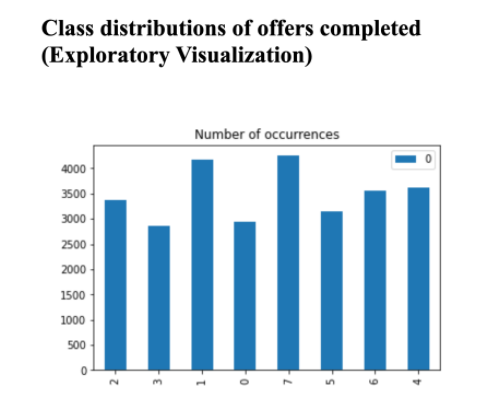 Class distributions of offers completed
(Exploratory Visualization)
Number of occurrences
0
4000
3500
3000
2500
2000
1500
1000
500
0
2 3 1 0 7 5 6 4